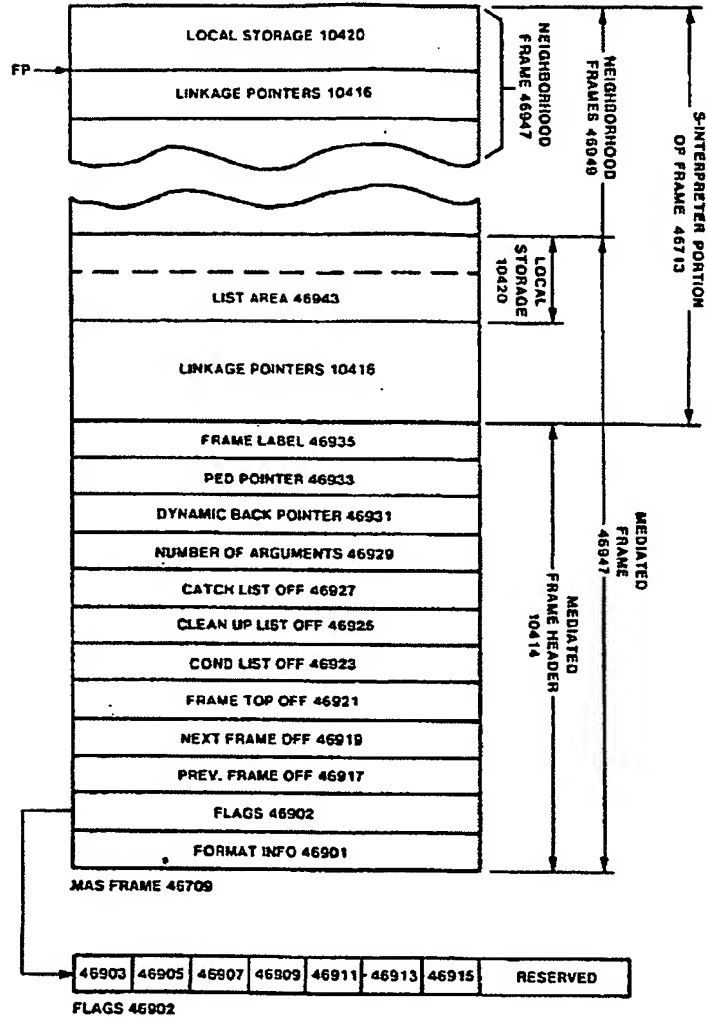 LOCAL STORAGE 10420
FP
LINKAGE POINTERS 10416
NEIGHBORHOOD
FRAME 46947
NEIGHBORHOOD
FRAMES 46949
S-INTERPRETER PORTION
OF FRAME 46713
LOCAL
STORAGE
10420
LIST AREA 46943
LINKAGE POINTERS 10416
FRAME LABEL 46935
PED POINTER 46933
DYNAMIC BACK POINTER 46931
NUMBER OF ARGUMENTS 46929
CATCH LIST OFF 46927
CLEAN UP LIST OFF 46925
COND LIST OFF 46923
FRAME TOP OFF 46921
NEXT FRAME OFF 46919
PREV. FRAME OFF 46917
FLAGS 46902
FORMAT INFO 46901
MEDIATED
FRAME HEADER
10414
MEDIATED
FRAME
46947
MAS FRAME 46709
46903 46905 46907 46909 46911 46913 46915 RESERVED
FLAGS 46902